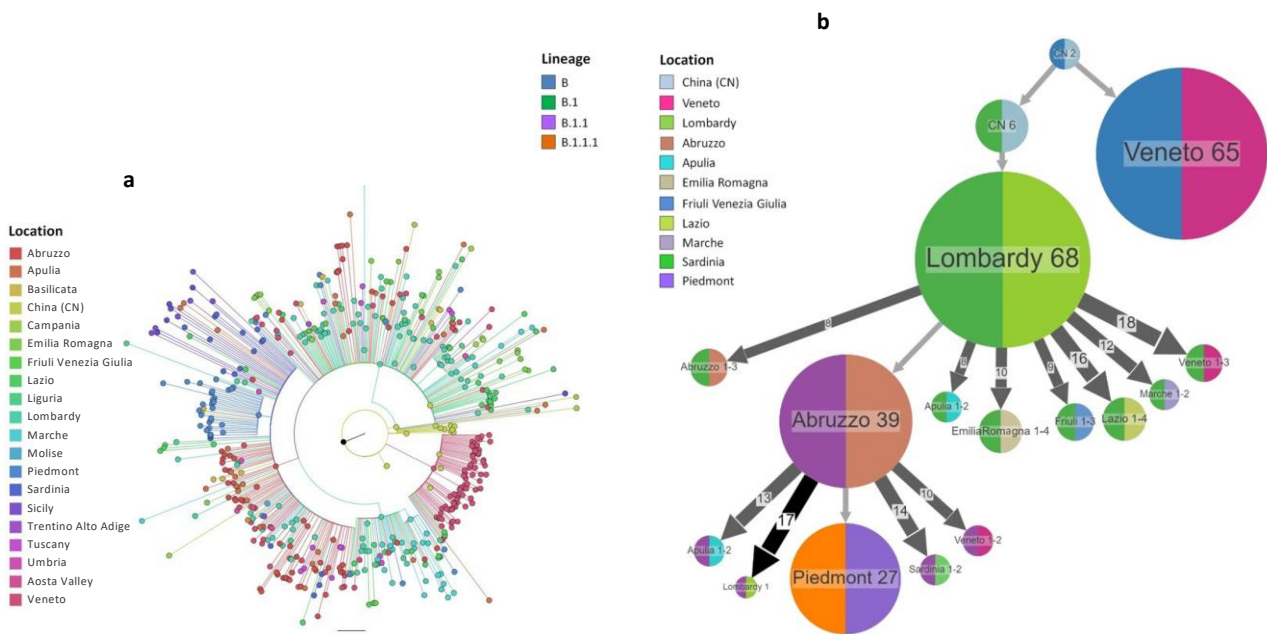 a
Location
Abruzzo
Apulia
Basilicata
China (CN)
Campania
Emilia Romagna
Friuli Venezia Giulia
Lazio
Liguria
Lombardy
Marche
Molise
Piedmont
Sardinia
Sicily
Trentino Alto Adige
Tuscany
Umbria
Aosta Valley
Veneto
Lineage
B
B.1
B.1.1
B.1.1.1
b
Location
China (CN)
Veneto
Lombardy
Abruzzo
Apulia
Emilia Romagna
Friuli Venezia Giulia
Lazio
Marche
Sardinia
Piedmont
CN 2
CN 6
Veneto 65
Lombardy 68
8
6
10
9
16
12
18
Abruzzo 1-3
Apulia 1-2
EmiliaRomagna 1-4
Friuli 1-3
Lazio 1-4
Marche 1-2
Veneto 1-3
Abruzzo 39
13
17
14
10
Apulia 1-2
Lombardy 1
Piedmont 27
Sardinia 1-2
Veneto 1-2